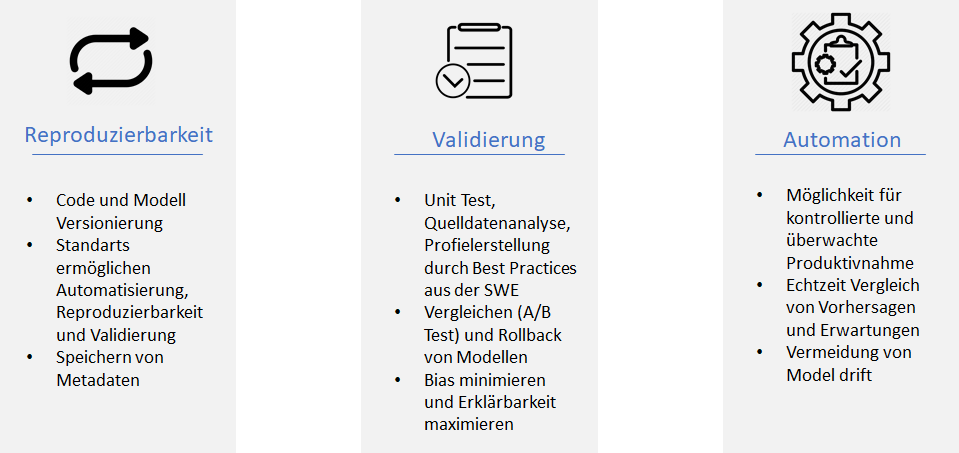 Reproduzierbarkeit
• Code und Modell
Versionierung
• Standarts
ermöglichen
Automatisierung,
Reproduzierbarkeit
und Validierung
• Speichern von
Metadaten
Validierung
• Unit Test,
Quelldatenanalyse,
Profielerstellung
durch Best Practices
aus der SWE
• Vergleichen (A/B
Test) und Rollback
von Modellen
• Bias minimieren
und Erklärbarkeit
maximieren
Automation
• Möglichkeit für
kontrollierte und
überwachte
Produktivnahme
• Echtzeit Vergleich
von Vorhersagen
und Erwartungen
• Vermeidung von
Model drift